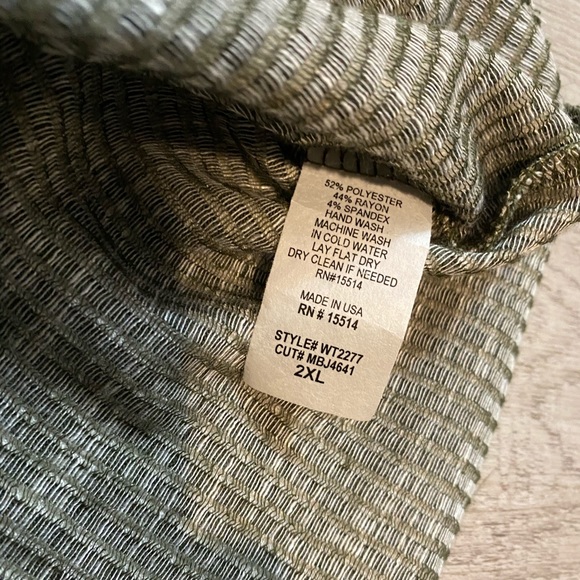 52% POLYESTER
44% RAYON
4% SPANDEX
HAND WASH
MACHINE WASH
IN COLD WATER
LAY FLAT DRY
DRY CLEAN IF NEEDED
RN#15514
MADE IN USA
RN # 15514
STYLE# WT2277
CUT# MBJ4641
2XL